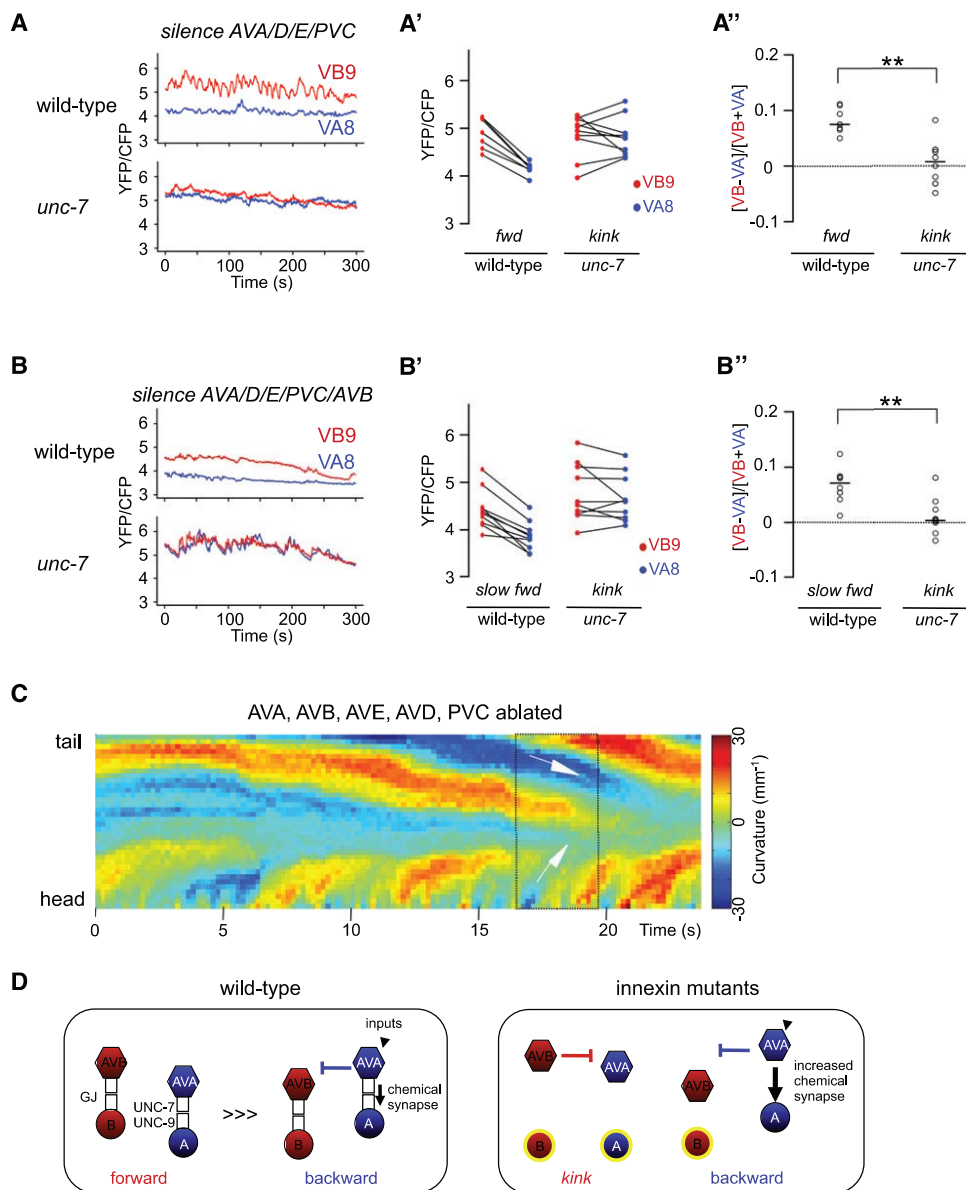 A
silence AVA/D/E/PVC
wild-type
unc-7
YFP/CFP
6
5
4
3
VB9
VA8
6
5
4
3
0
100
200
300
Time (s)
A'
YFP/CFP
6
5
4
3
VB9
VA8
fwd
kink
wild-type
unc-7
A''
[VB-VA]/[VB+VA]
0.2
0.1
0
-0.1
**
fwd
kink
wild-type
unc-7
B
silence AVA/D/E/PVC/AVB
wild-type
unc-7
YFP/CFP
6
5
4
3
VB9
VA8
6
5
4
3
0
100
200
300
Time (s)
B'
YFP/CFP
6
5
4
3
VB9
VA8
slow fwd
kink
wild-type
unc-7
B''
[VB-VA]/[VB+VA]
0.2
0.1
0
-0.1
**
slow fwd
kink
wild-type
unc-7
C
AVA, AVB, AVE, AVD, PVC ablated
tail
head
0
5
10
15
20
Time (s)
30
0
-30
Curvature (mm⁻¹)
D
wild-type
AVB
GJ
B
AVA
UNC-7
UNC-9
A
forward
>>>
inputs
AVA
AVB
chemical
synapse
B
A
backward
innexin mutants
AVB
AVA
B
A
kink
AVA
AVB
increased
chemical
synapse
B
A
backward